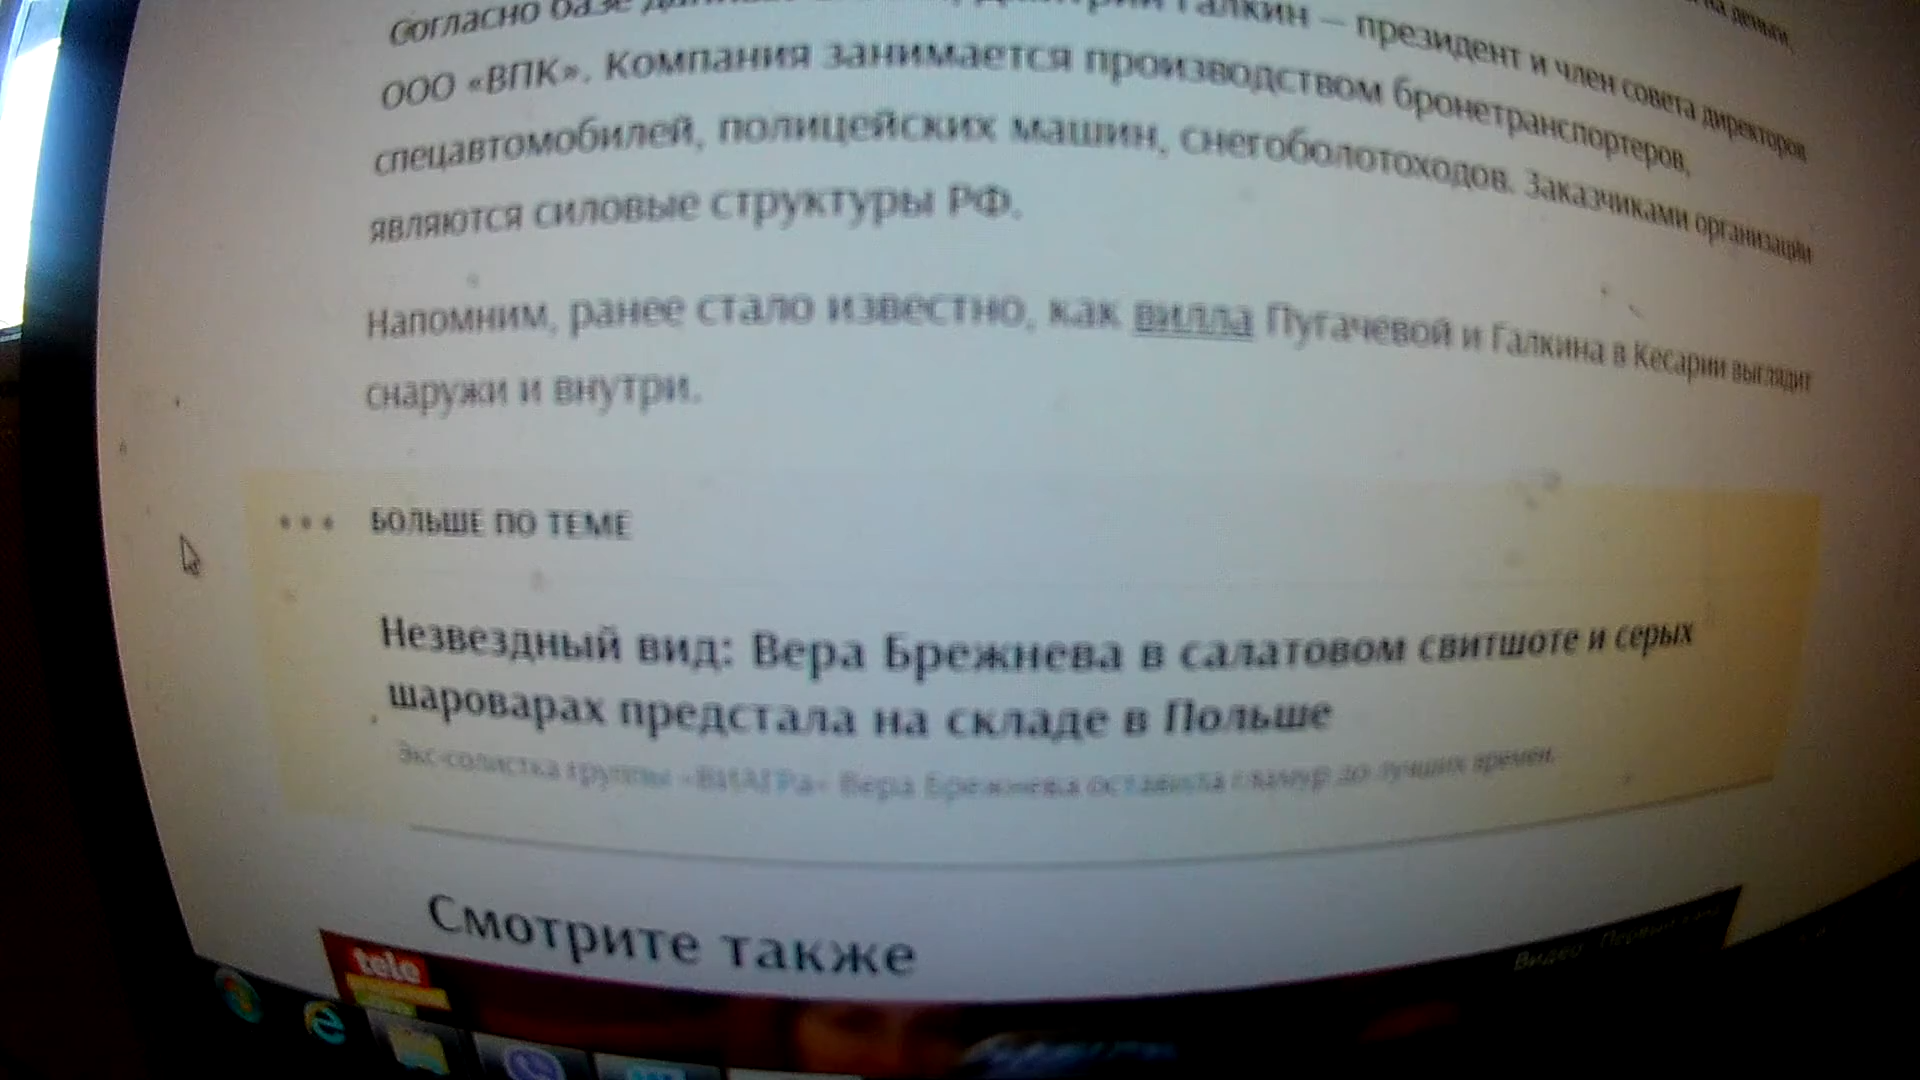 Согласно базе Галкин — президент и член совета директоров
ООО «ВПК». Компания занимается производством бронетранспортеров,
спецавтомобилей, полицейских машин, снегоболотоходов. Заказчиками организации
являются силовые структуры РФ.
Напомним, ранее стало известно, как вилла Пугачевой и Галкина в Кесарии выглядит
снаружи и внутри.
БОЛЬШЕ ПО ТЕМЕ
Незвездный вид: Вера Брежнева в салатовом свитшоте и серых
шароварах предстала на складе в Польше
Экс-солистка группы «ВИАГРа» Вера Брежнева оставила гламур до лучших времен.
Смотрите также
tele
Видео